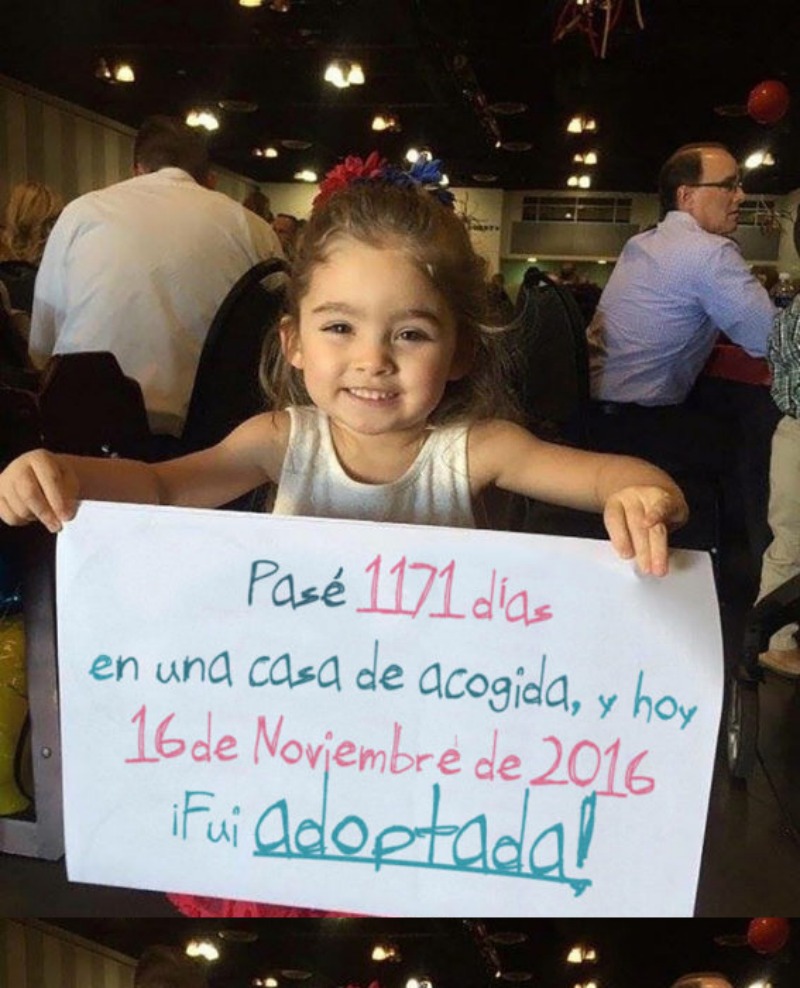 Pasé 1171 días
en una casa de acogida, y hoy
16 de Noviembre de 2016
¡Fui adoptada!